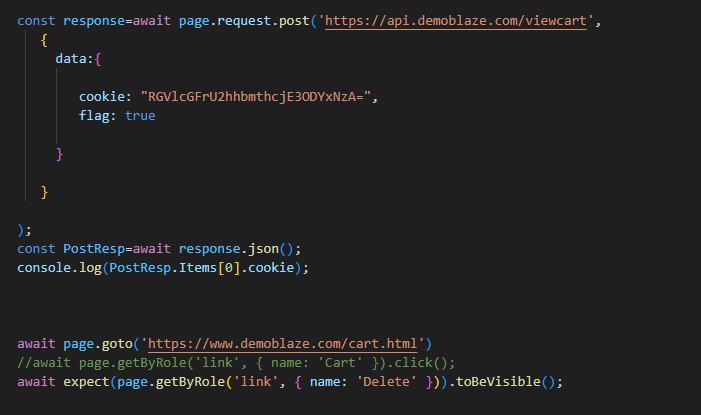 const response=await page.request.post('https://api.demoblaze.com/viewcart',
{
data:{
cookie: "RGVlcGFrU2hhbmthcjE3ODYxNzA=",
flag: true
}
}
);
const PostResp=await response.json();
console.log(PostResp.Items[0].cookie);
await page.goto('https://www.demoblaze.com/cart.html')
//await page.getByRole('link', { name: 'Cart' }).click();
await expect(page.getByRole('link', { name: 'Delete' })).toBeVisible();